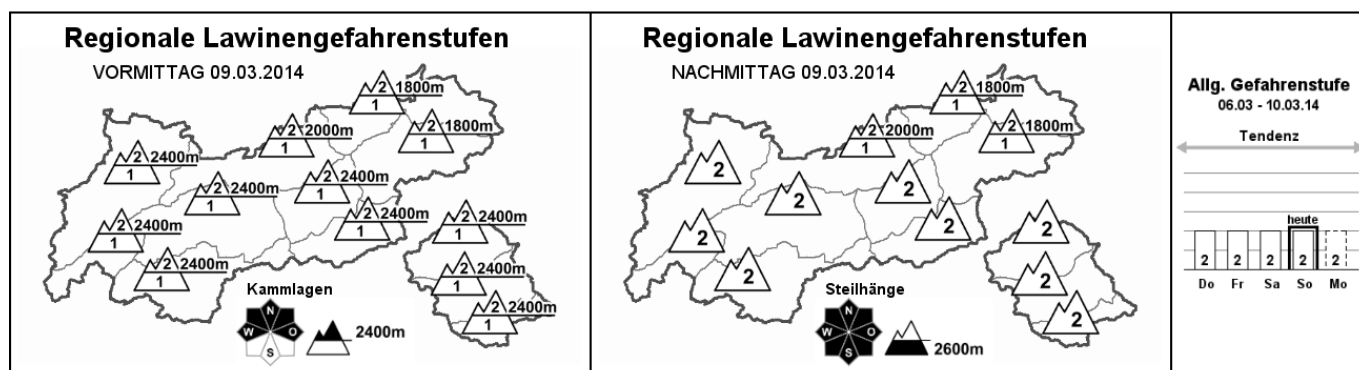 Regionale Lawinengefahrenstufen
VORMITTAG 09.03.2014
2 1800m
1
2 1800m
1
2 2000m
1
2 2400m
1
2 2400m
1
2 2400m
1
2 2400m
1
2 2400m
1
2 2400m
1
2 2400m
1
2 2400m
1
2 2400m
1
Kammlagen
N
W O
S
2400m
Regionale Lawinengefahrenstufen
NACHMITTAG 09.03.2014
2 1800m
1
2 1800m
1
2 2000m
1
2
2
2
2
2
2
2
2
2
Steilhänge
N
W O
S
2600m
Allg. Gefahrenstufe
06.03 - 10.03.14
Tendenz
heute
2 2 2 2 2
Do Fr Sa So Mo